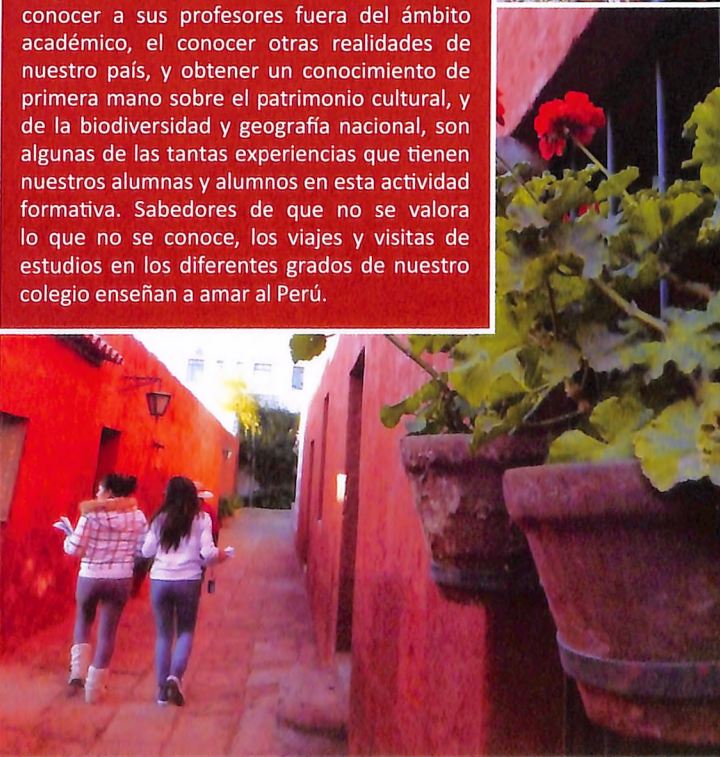 conocer a sus profesores fuera del ámbito
académico, el conocer otras realidades de
nuestro país, y obtener un conocimiento de
primera mano sobre el patrimonio cultural, y
de la biodiversidad y geografía nacional, son
algunas de las tantas experiencias que tienen
nuestros alumnas y alumnos en esta actividad
formativa. Sabedores de que no se valora
lo que no se conoce, los viajes y visitas de
estudios en los diferentes grados de nuestro
colegio enseñan a amar al Perú.